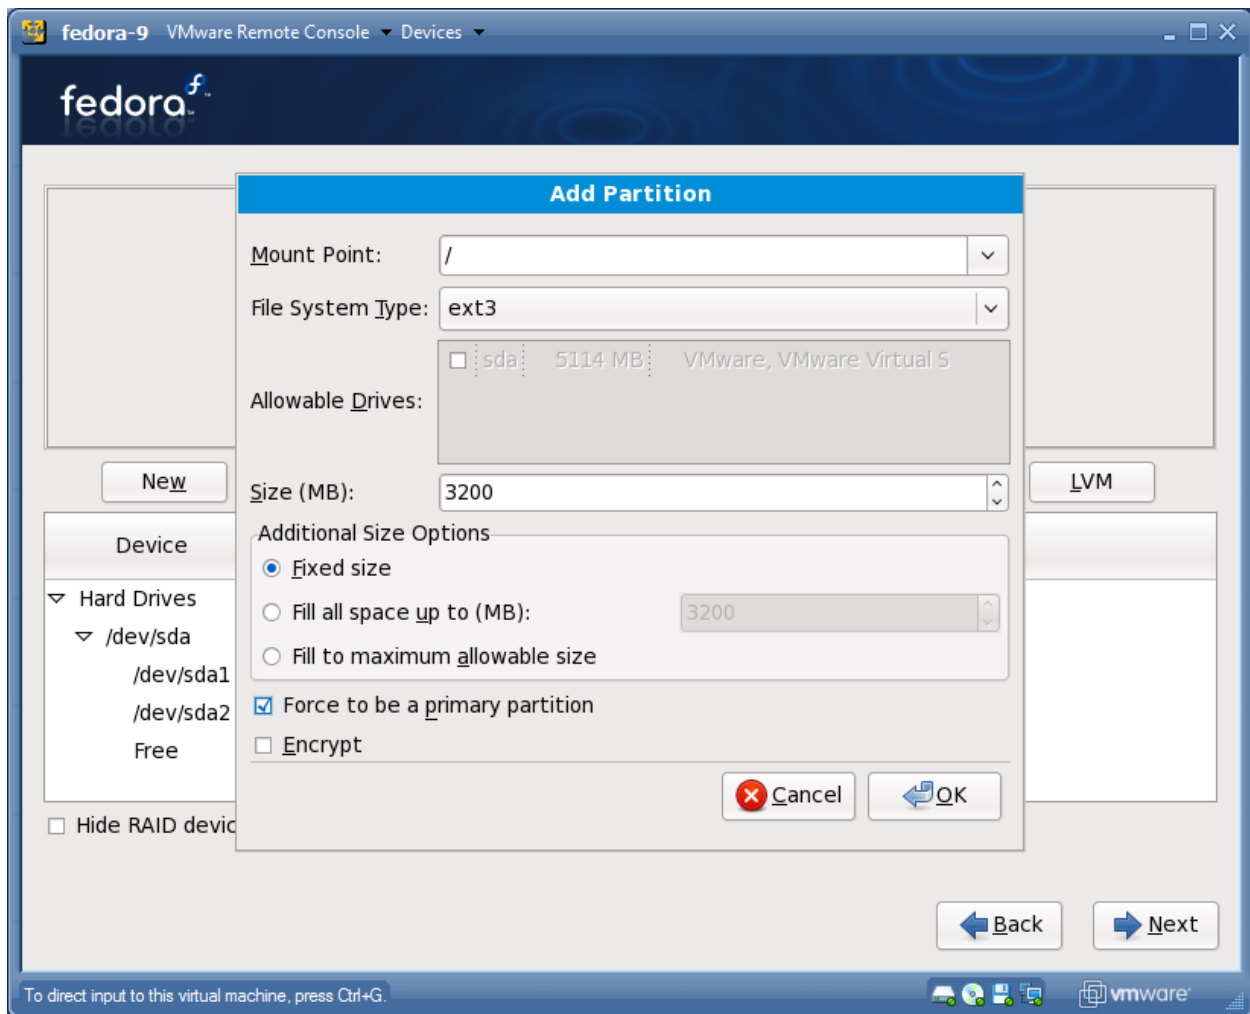 fedora-9 VMware Remote Console Devices
fedora
Add Partition
Mount Point: /
File System Type: ext3
sda 5114 MB VMware, VMware Virtual S
Allowable Drives:
New
LVM
Size (MB): 3200
Additional Size Options
Device
Fixed size
Hard Drives
Fill all space up to (MB): 3200
/dev/sda
Fill to maximum allowable size
/dev/sda1
Force to be a primary partition
/dev/sda2
Encrypt
Free
Cancel OK
Hide RAID devic
Back Next
To direct input to this virtual machine, press Ctrl+G.
vmware